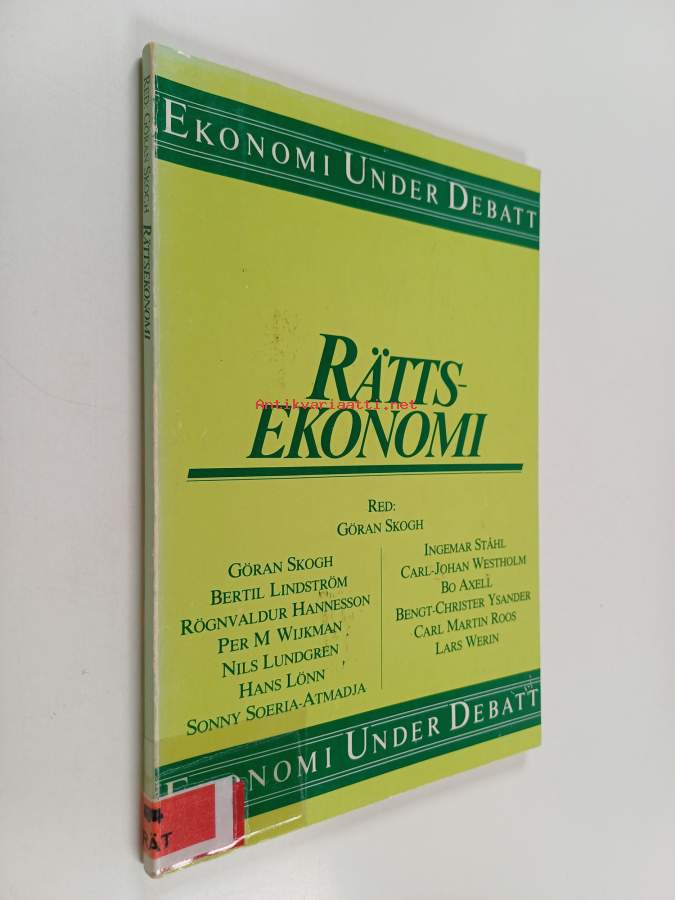 RED: GÖRAN SKOGH RÄTTSEKONOMI
EKONOMI UNDER DEBATT
RÄTTS-
EKONOMI
Antikvariaatti.net
RED:
GÖRAN SKOGH
GÖRAN SKOGH
BERTIL LINDSTRÖM
RÖGNVALDUR HANNESSON
PER M WIJKMAN
NILS LUNDGREN
HANS LÖNN
SONNY SOERIA-ATMADJA
INGEMAR STÅHL
CARL-JOHAN WESTHOLM
BO AXELL
BENGT-CHRISTER YSANDER
CARL MARTIN ROOS
LARS WERIN
EKONOMI UNDER DEBATT
RÄT